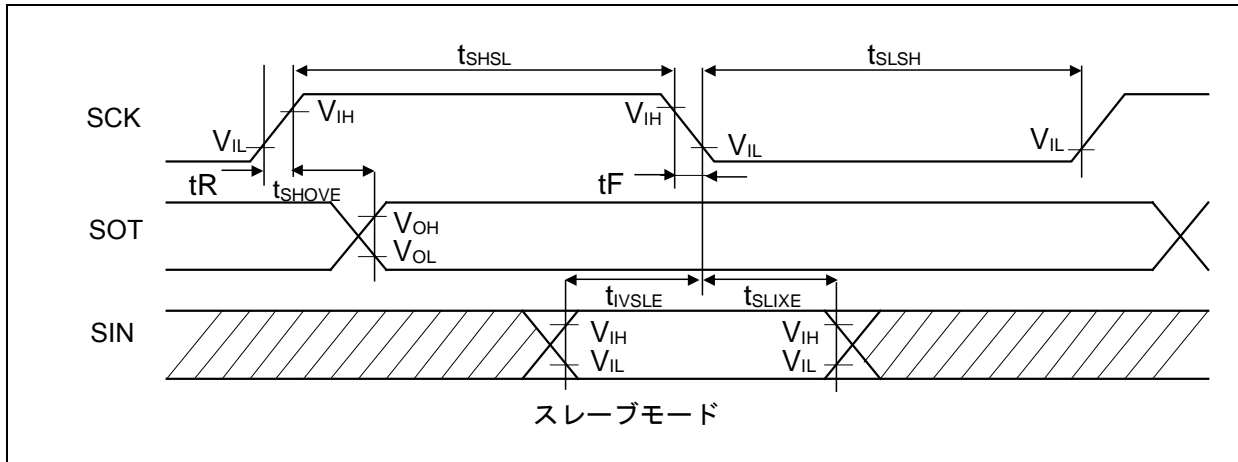 tSHSL
tSLSH
SCK
VIH
VIH
VIL
VIL
VIL
tR
tSHOVE
tF
SOT
VOH
VOL
tIVSLE
tSLIXE
SIN
VIH
VIH
VIL
VIL
スレーブモード